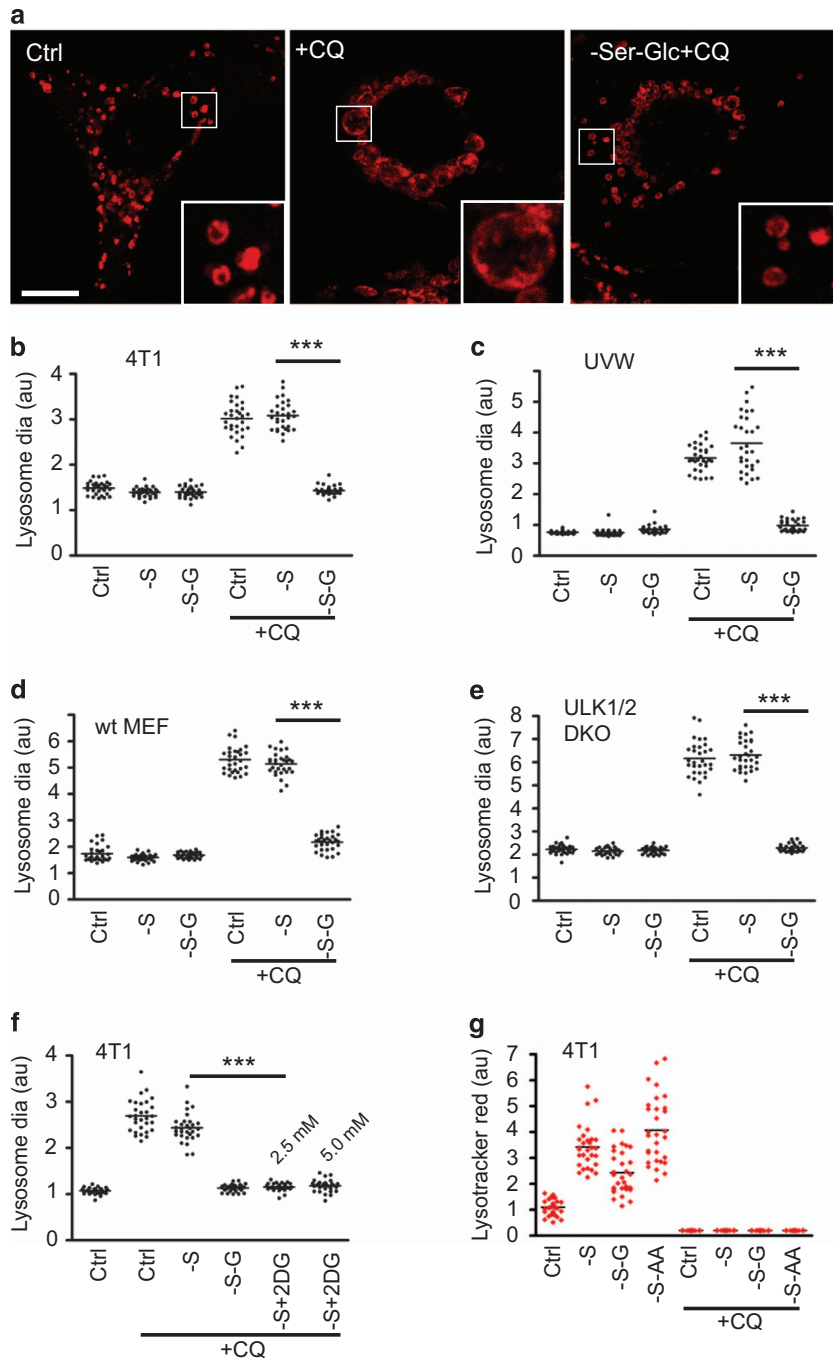 a
Ctrl
+CQ
-Ser-Glc+CQ
b
4T1
***
Lysosome dia (au)
4
3
2
1
0
Ctrl
-S
-S-G
Ctrl
-S
-S-G
+CQ
c
UVW
***
Lysosome dia (au)
5
4
3
2
1
0
Ctrl
-S
-S-G
Ctrl
-S
-S-G
+CQ
d
wt MEF
***
Lysosome dia (au)
7
6
5
4
3
2
1
0
Ctrl
-S
-S-G
Ctrl
-S
-S-G
+CQ
e
ULK1/2
DKO
***
Lysosome dia (au)
8
7
6
5
4
3
2
1
0
Ctrl
-S
-S-G
Ctrl
-S
-S-G
+CQ
f
4T1
***
Lysosome dia (au)
4
3
2
1
0
2.5 mM
5.0 mM
Ctrl
Ctrl
-S
-S-G
-S+2DG
-S+2DG
+CQ
g
4T1
Lysotracker red (au)
7
6
5
4
3
2
1
0
Ctrl
-S
-S-G
-S-AA
Ctrl
-S
-S-G
-S-AA
+CQ